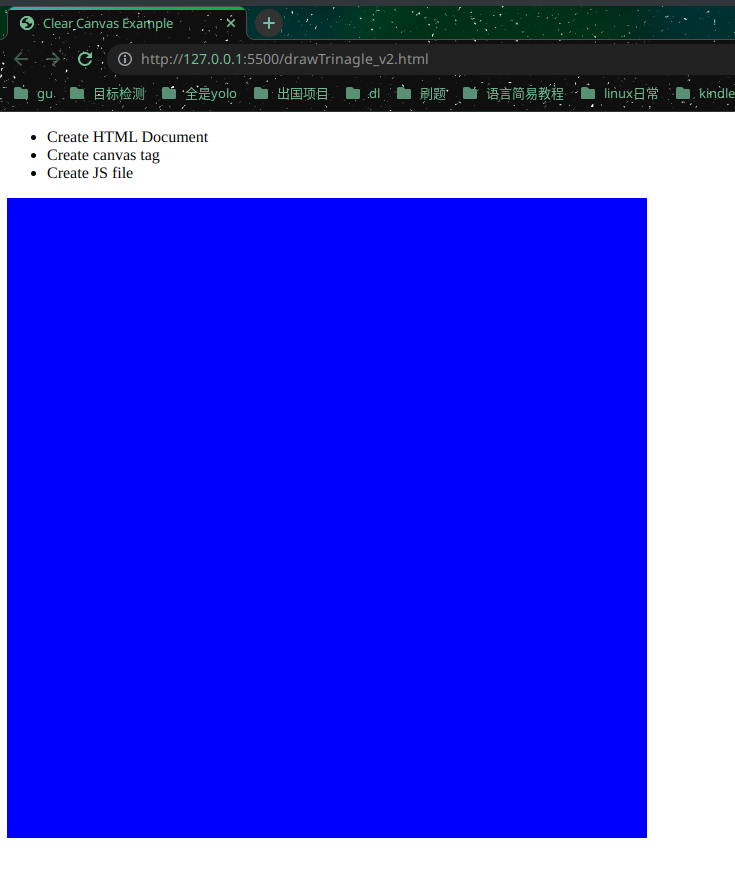 Clear Canvas Example
http://127.0.0.1:5500/drawTrinagle_v2.html
gu 目标检测 全是yolo 出国项目 dl 刷题 语言简易教程 linux日常 kindle
Create HTML Document
Create canvas tag
Create JS file